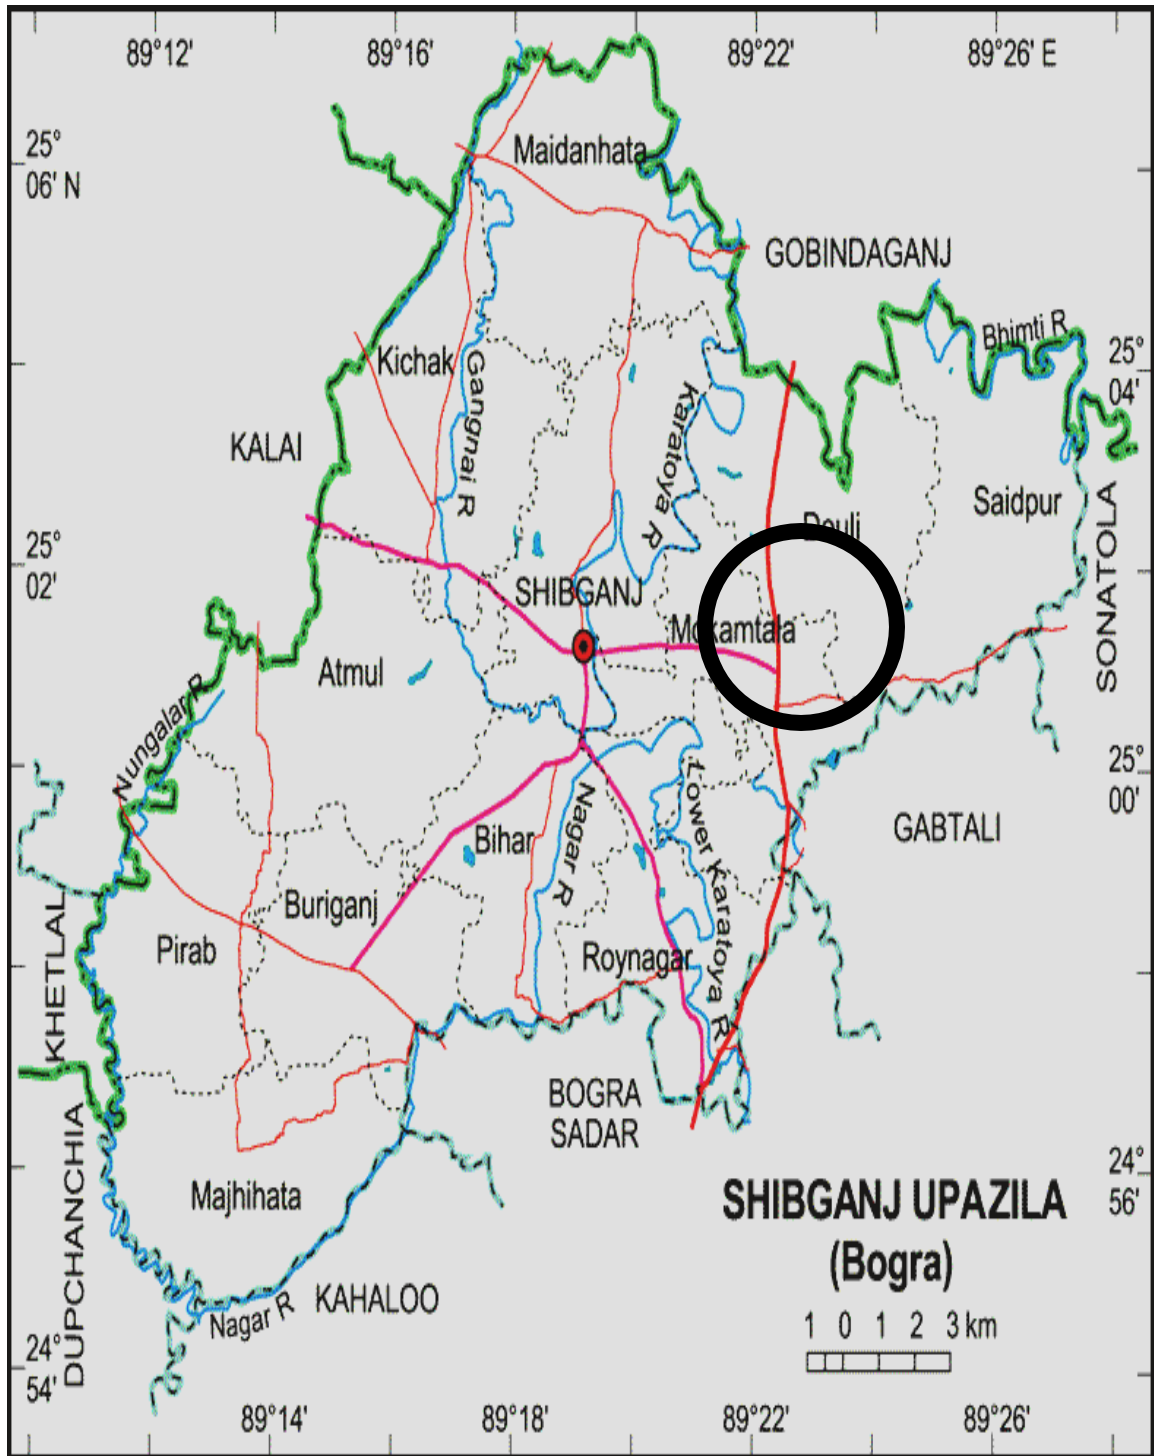 89°12'
89°16'
89°22'
89°26' E
25°
06' N
Maidanhata
GOBINDAGANJ
Bhimti R
Kichak
25°
04'
Gangnai R
Karatoya R
KALAI
Saidpur
25°
02'
SHIBGANJ
Mokamtala
SONATOLA
Atmul
Nungalar R
25°
00'
Lower Karatoya R
Nagar R
GABTALI
Bihar
Buriganj
Pirab
Roynagar
KHETLAL
BOGRA
SADAR
DUPCHANCHIA
Majhihata
SHIBGANJ UPAZILA
(Bogra)
24°
56'
Nagar R
KAHALOO
1 0 1 2 3 km
24°
54'
89°14'
89°18'
89°22'
89°26'